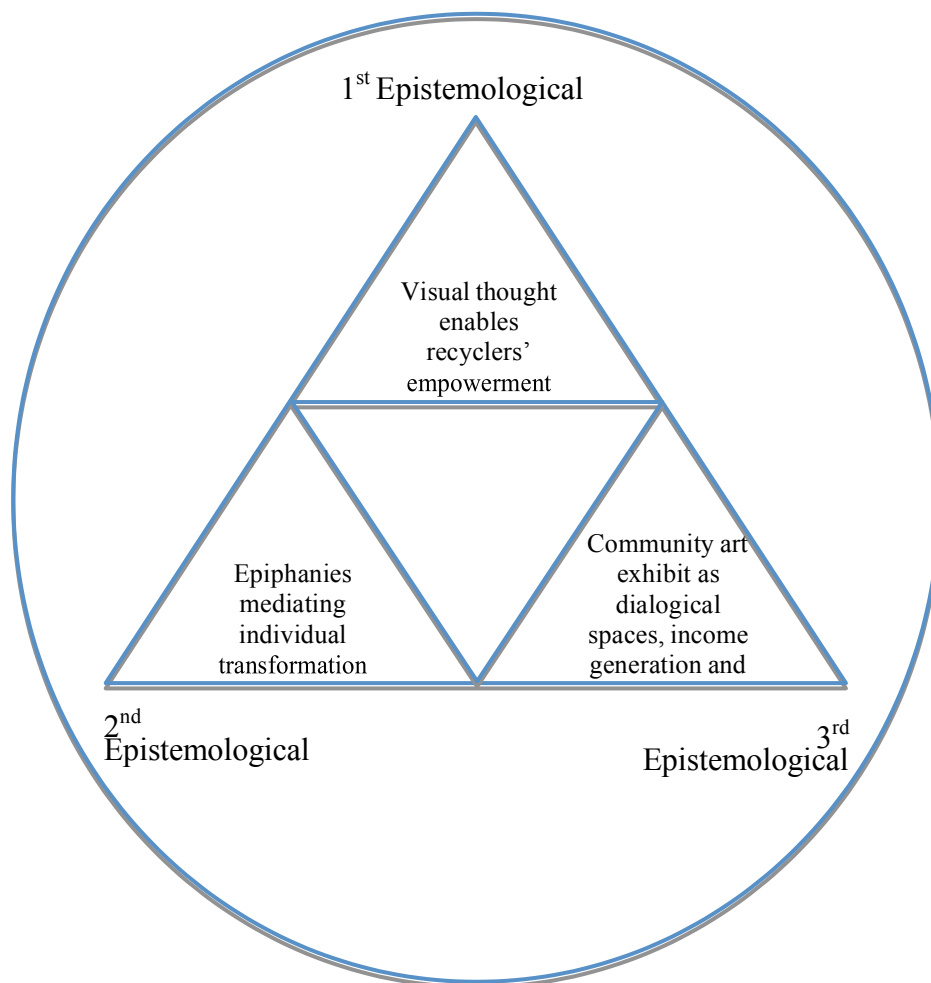 1st Epistemological
Visual thought
enables
recyclers’
empowerment
Epiphanies
mediating
individual
transformation
Community art
exhibit as
dialogical
spaces, income
generation and
2nd
Epistemological
3rd
Epistemological